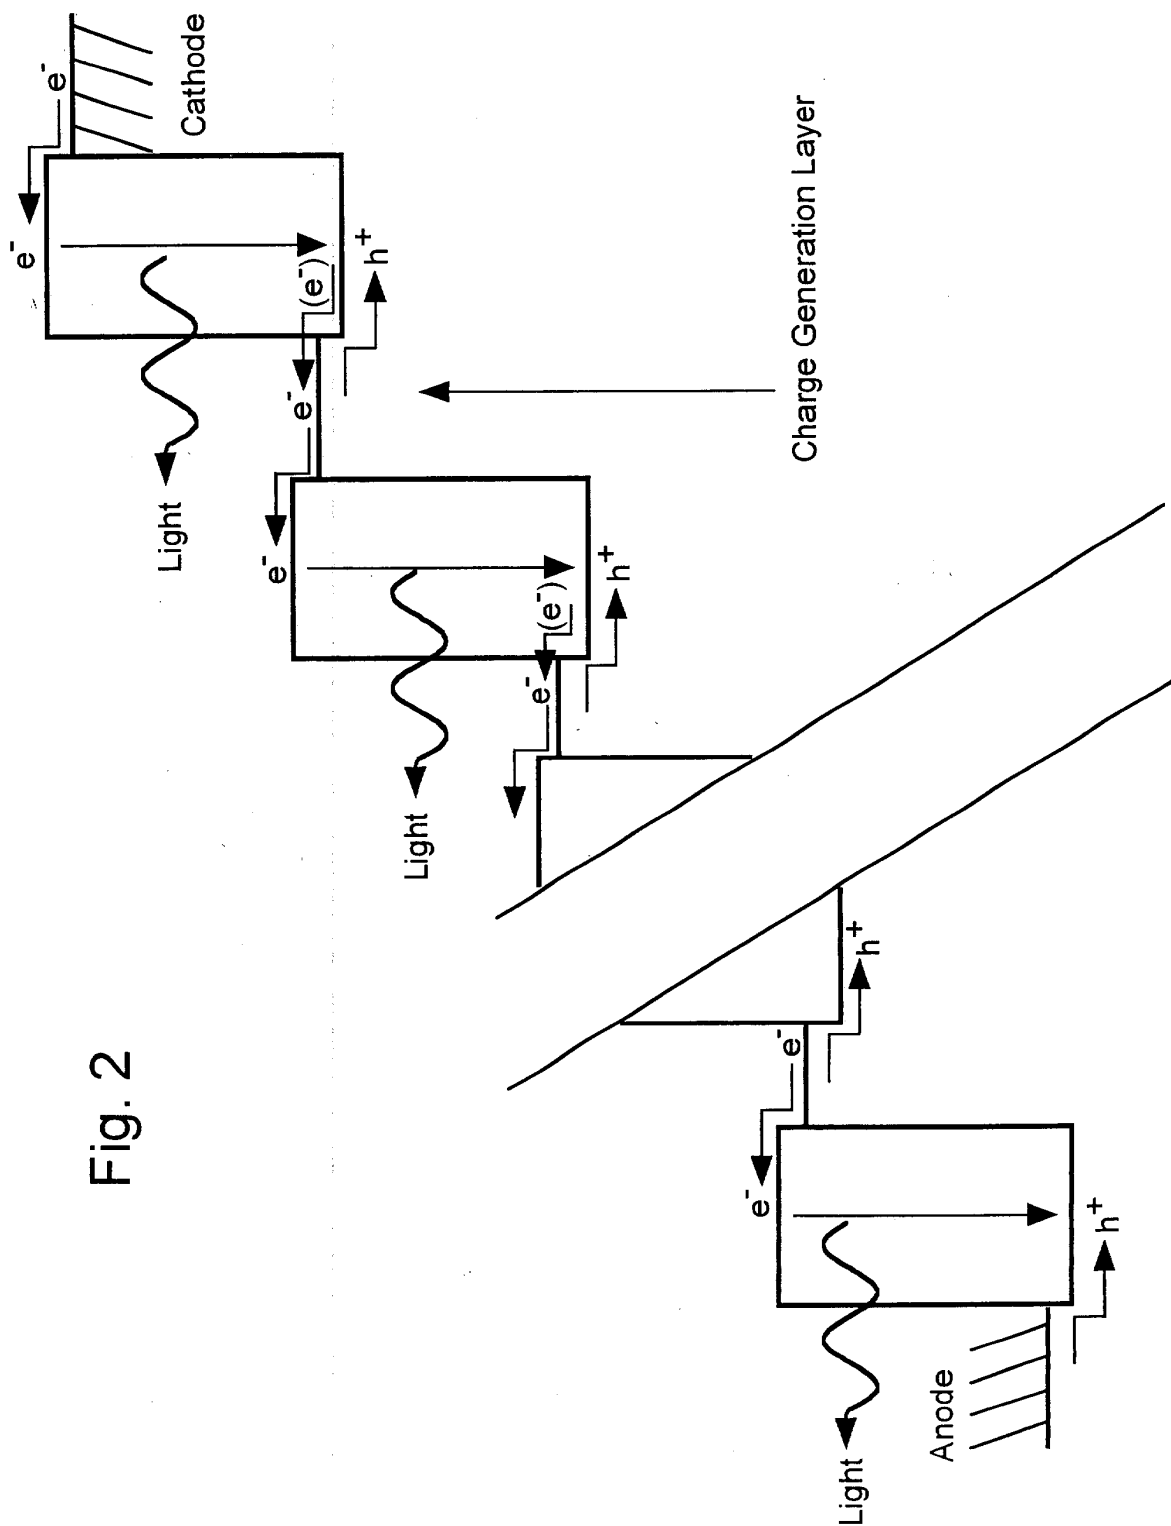 Fig. 2
Cathode
e-
e-
Light
(e-)
h+
e-
e-
Light
(e-)
h+
e-
Charge Generation Layer
h+
e-
e-
Light
h+
Anode